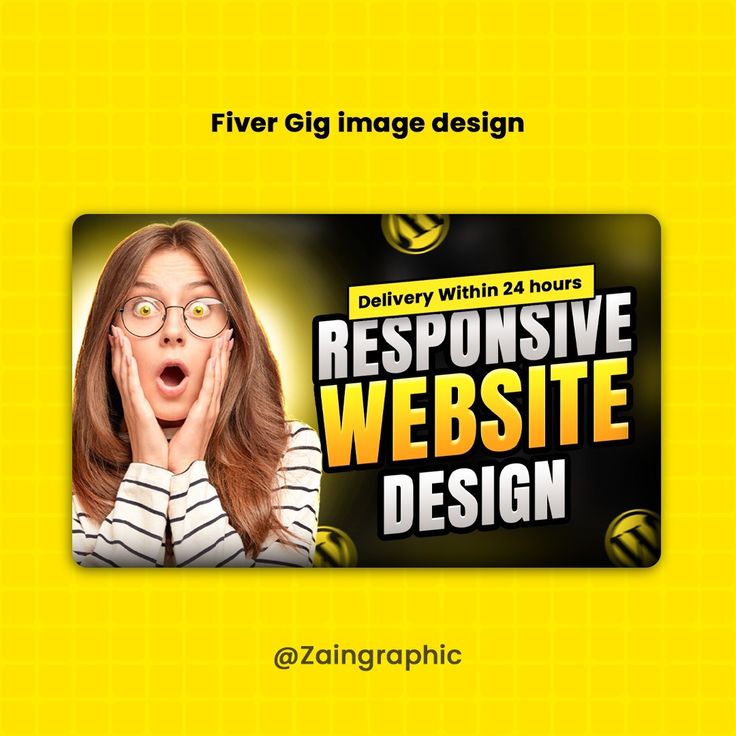 Fiver Gig image design
Delivery Within 24 hours
RESPONSIVE
WEBSITE
DESIGN
@Zaingraphic